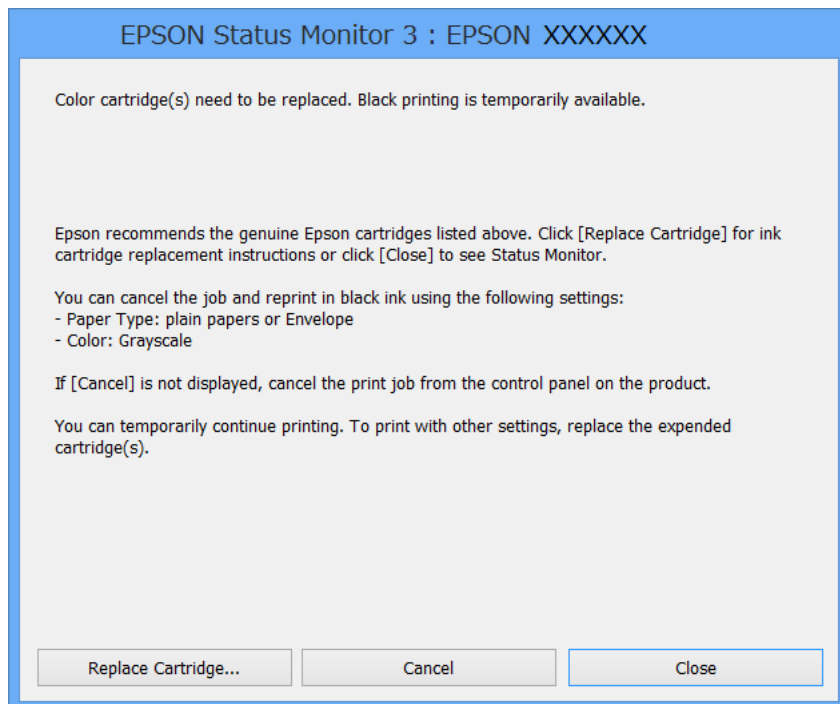 EPSON Status Monitor 3 : EPSON XXXXXX
Color cartridge(s) need to be replaced. Black printing is temporarily available.
Epson recommends the genuine Epson cartridges listed above. Click [Replace Cartridge] for ink
cartridge replacement instructions or click [Close] to see Status Monitor.
You can cancel the job and reprint in black ink using the following settings:
- Paper Type: plain papers or Envelope
- Color: Grayscale
If [Cancel] is not displayed, cancel the print job from the control panel on the product.
You can temporarily continue printing. To print with other settings, replace the expended
cartridge(s).
Replace Cartridge... Cancel Close